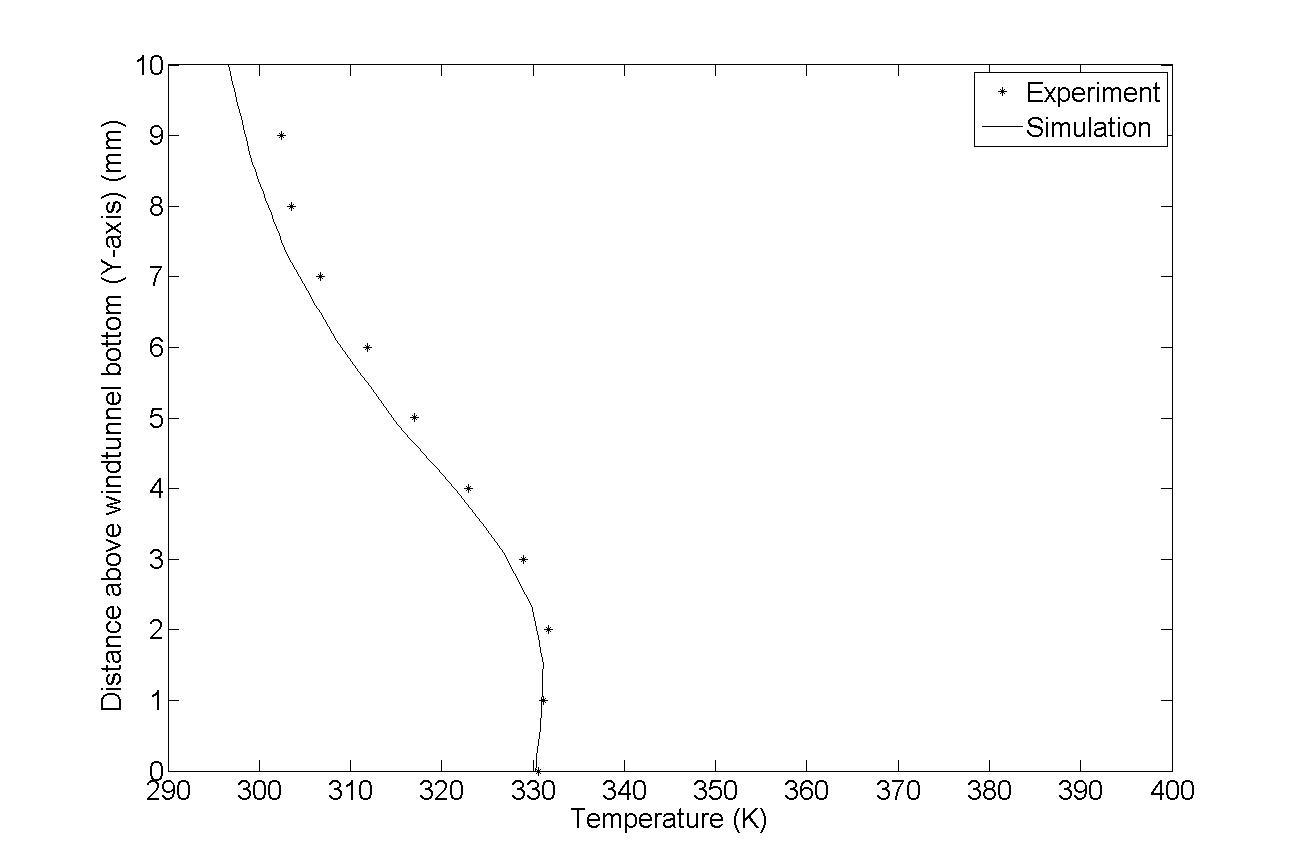 10
9
8
7
6
5
4
3
2
1
0
Distance above windtunnel bottom (Y-axis) (mm)
Experiment
Simulation
290 300 310 320 330 340 350 360 370 380 390 400
Temperature (K)